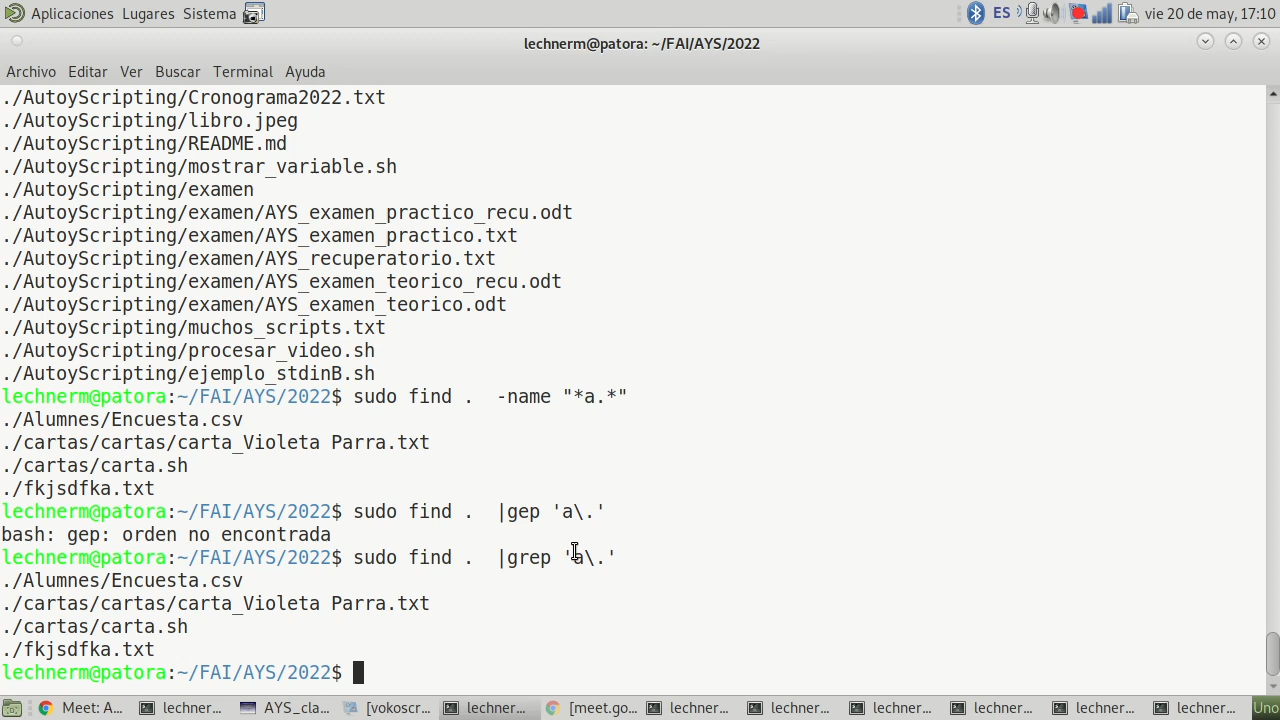 Aplicaciones Lugares Sistema ES vie 20 de may, 17:10
lechnerm@patora: ~/FAI/AYS/2022
Archivo Editar Ver Buscar Terminal Ayuda
./AutoyScripting/Cronograma2022.txt
./AutoyScripting/libro.jpeg
./AutoyScripting/README.md
./AutoyScripting/mostrar_variable.sh
./AutoyScripting/examen
./AutoyScripting/examen/AYS_examen_practico_recu.odt
./AutoyScripting/examen/AYS_examen_practico.txt
./AutoyScripting/examen/AYS_recuperatorio.txt
./AutoyScripting/examen/AYS_examen_teorico_recu.odt
./AutoyScripting/examen/AYS_examen_teorico.odt
./AutoyScripting/muchos_scripts.txt
./AutoyScripting/procesar_video.sh
./AutoyScripting/ejemplo_stdinB.sh
lechnerm@patora:~/FAI/AYS/2022$ sudo find .  -name "*a.*"
./Alumnes/Encuesta.csv
./cartas/cartas/carta_Violeta Parra.txt
./cartas/carta.sh
./fkjsdfka.txt
lechnerm@patora:~/FAI/AYS/2022$ sudo find .  |gep 'a\.'
bash: gep: orden no encontrada
lechnerm@patora:~/FAI/AYS/2022$ sudo find .  |grep 'a\.'
./Alumnes/Encuesta.csv
./cartas/cartas/carta_Violeta Parra.txt
./cartas/carta.sh
./fkjsdfka.txt
lechnerm@patora:~/FAI/AYS/2022$
Meet: A... lechner... AYS_cla... [vokoscr... lechner... [meet.go... lechner... lechner... lechner... lechner... lechner... lechner... Uno